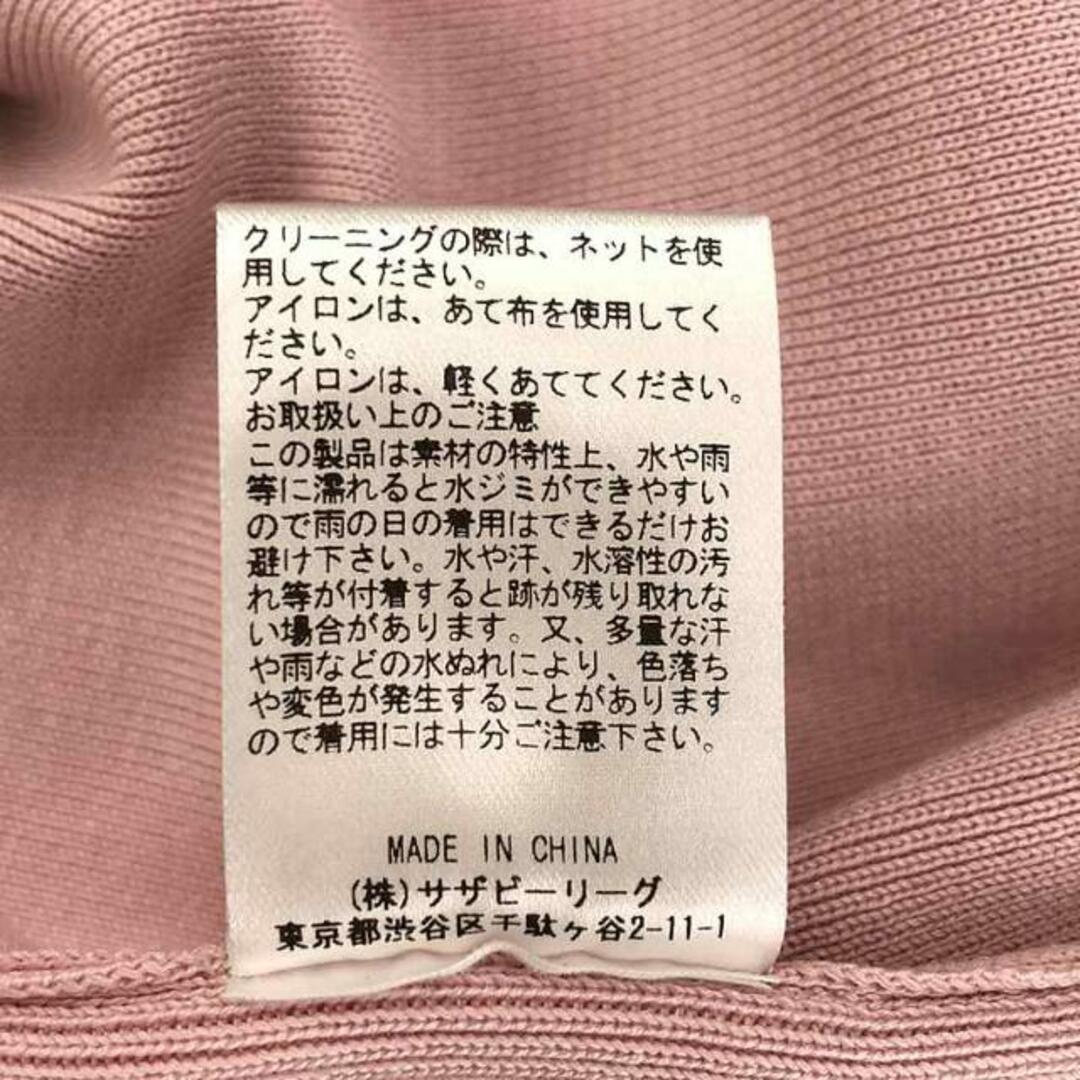 クリーニングの際は、ネットを使
用してください。
アイロンは、あて布を使用してく
ださい。
アイロンは、軽くあててください。
お取扱い上のご注意
この製品は素材の特性上、水や雨
等に濡れると水ジミができやすい
ので雨の日の着用はできるだけお
避け下さい。水や汗、水溶性の汚
れ等が付着すると跡が残り取れな
い場合があります。又、多量な汗
や雨などの水ぬれにより、色落ち
や変色が発生することがあります
ので着用には十分ご注意下さい。
MADE IN CHINA
(株)サザビーリーグ
東京都渋谷区千駄ヶ谷2-11-1